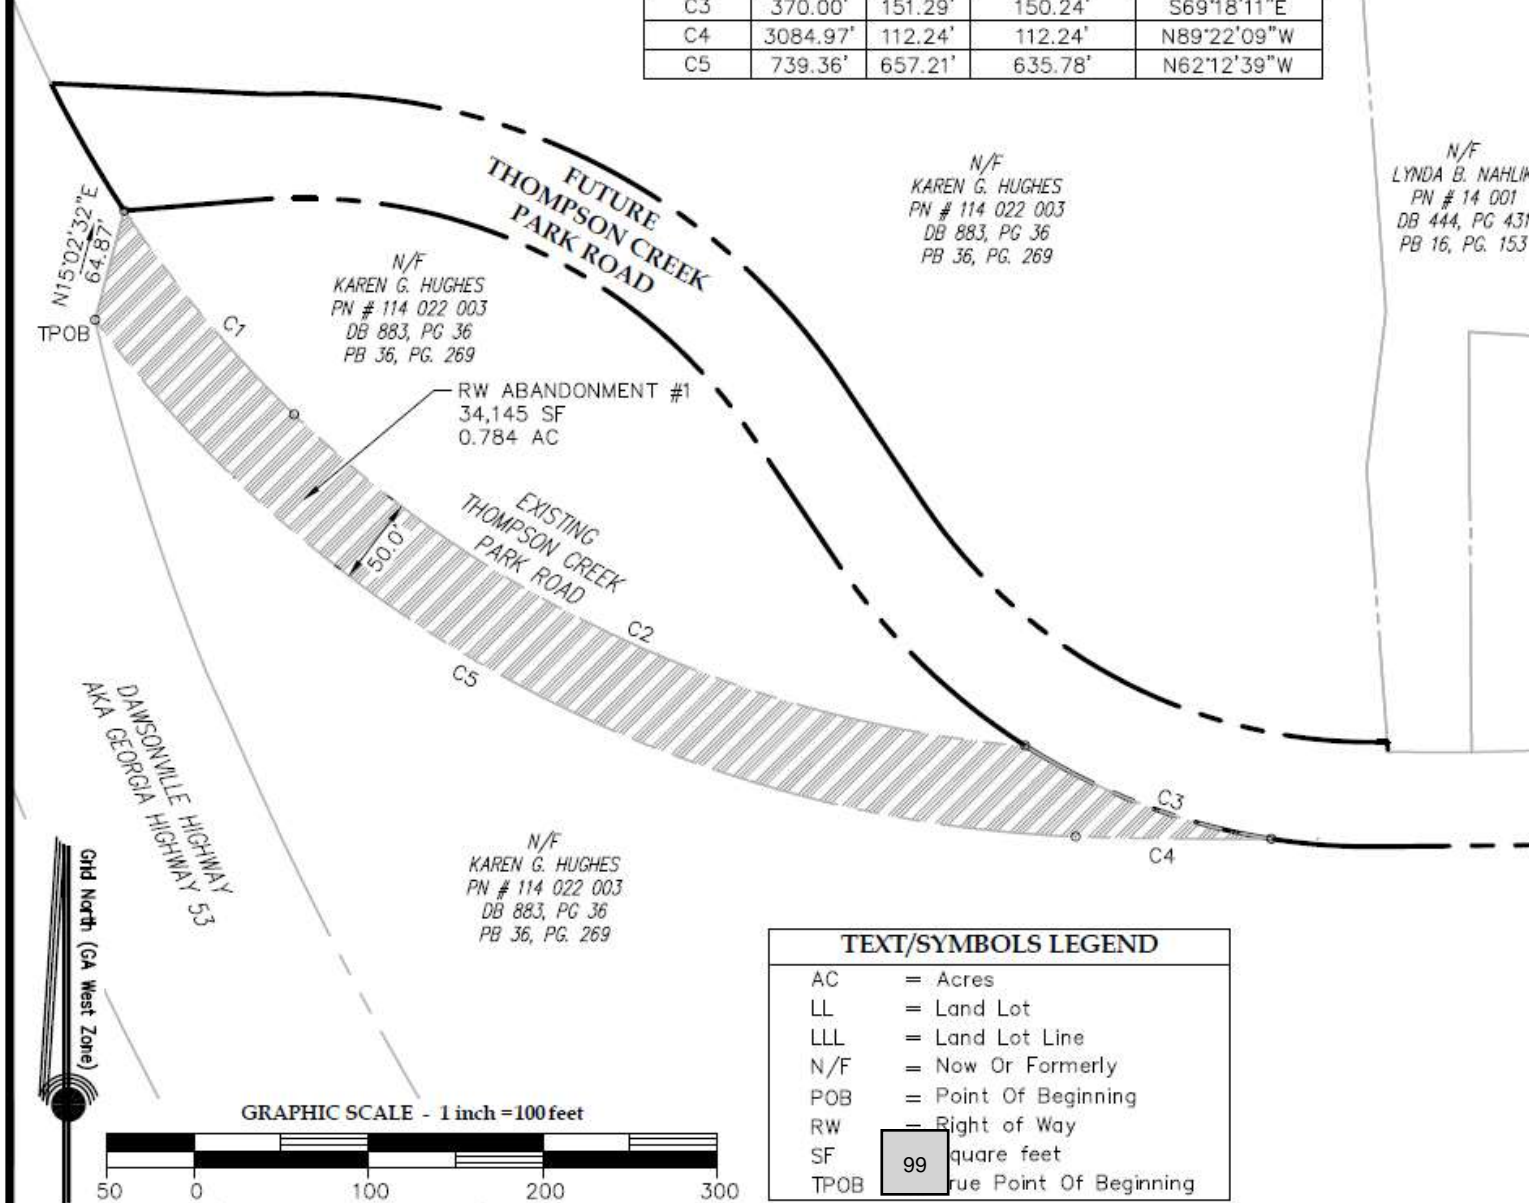 C3 370.00' 151.29' 150.24' S69°18'11"E
C4 3084.97' 112.24' 112.24' N89°22'09"W
C5 739.36' 657.21' 635.78' N62°12'39"W
FUTURE
THOMPSON CREEK
PARK ROAD
N/F
KAREN G. HUGHES
PN # 114 022 003
DB 883, PG 36
PB 36, PG. 269
N/F
LYNDA B. NAHLIK
PN # 14 001
DB 444, PG 431
PB 16, PG. 153
N15°02'32"E
64.87'
TPOB
C1
N/F
KAREN G. HUGHES
PN # 114 022 003
DB 883, PG 36
PB 36, PG. 269
RW ABANDONMENT #1
34,145 SF
0.784 AC
EXISTING
THOMPSON CREEK
PARK ROAD
50.0'
C2
C5
C3
C4
DAWSONVILLE HIGHWAY
AKA GEORGIA HIGHWAY 53
N/F
KAREN G. HUGHES
PN # 114 022 003
DB 883, PG 36
PB 36, PG. 269
Grid North (GA West Zone)
GRAPHIC SCALE - 1 inch = 100 feet
50 0 100 200 300
TEXT/SYMBOLS LEGEND
AC = Acres
LL = Land Lot
LLL = Land Lot Line
N/F = Now Or Formerly
POB = Point Of Beginning
RW = Right of Way
SF quare feet
TPOB rue Point Of Beginning
99